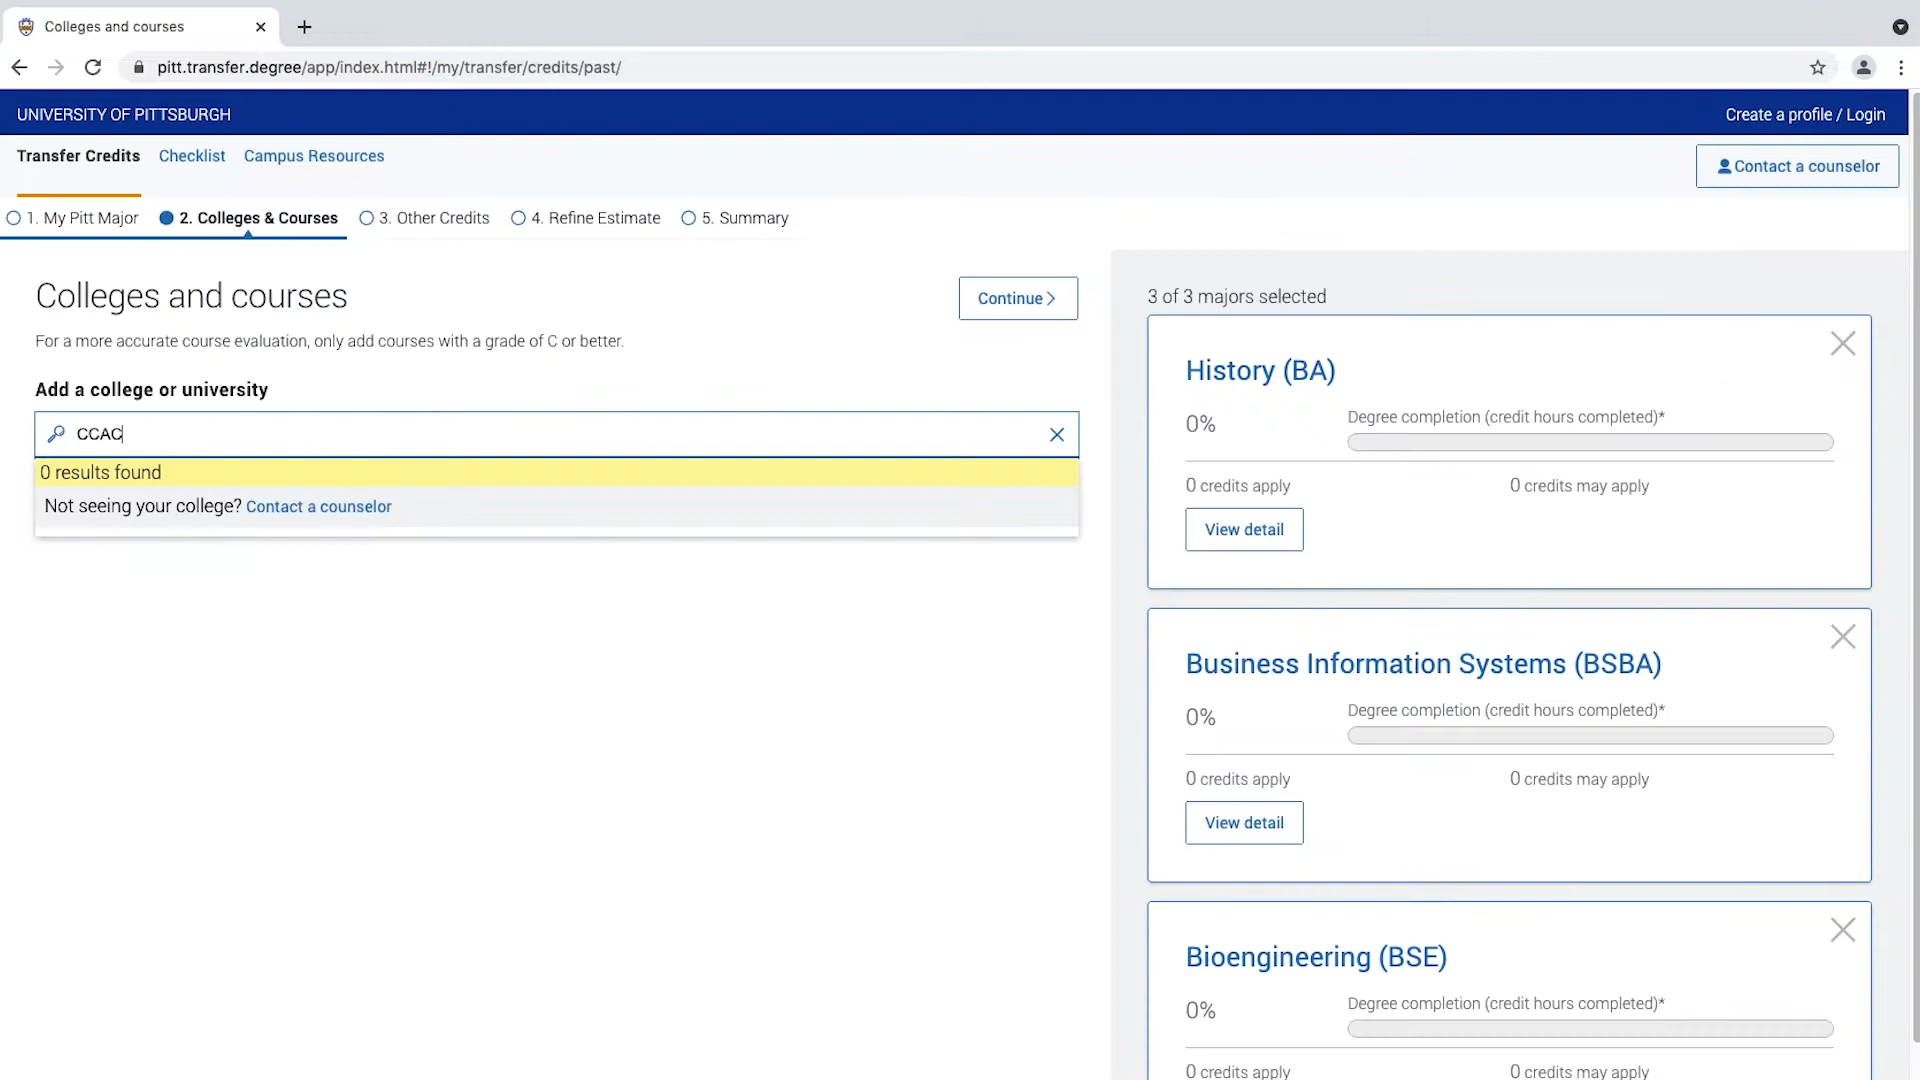 Colleges and courses
pitt.transfer.degree/app/index.html#!/my/transfer/credits/past/
UNIVERSITY OF PITTSBURGH
Create a profile / Login
Transfer Credits
Checklist
Campus Resources
Contact a counselor
1. My Pitt Major
2. Colleges & Courses
3. Other Credits
4. Refine Estimate
5. Summary
Colleges and courses
Continue
For a more accurate course evaluation, only add courses with a grade of C or better.
Add a college or university
CCAC
0 results found
Not seeing your college? Contact a counselor
3 of 3 majors selected
History (BA)
0%
Degree completion (credit hours completed)*
0 credits apply
0 credits may apply
View detail
Business Information Systems (BSBA)
0%
Degree completion (credit hours completed)*
0 credits apply
0 credits may apply
View detail
Bioengineering (BSE)
0%
Degree completion (credit hours completed)*
0 credits apply
0 credits may apply